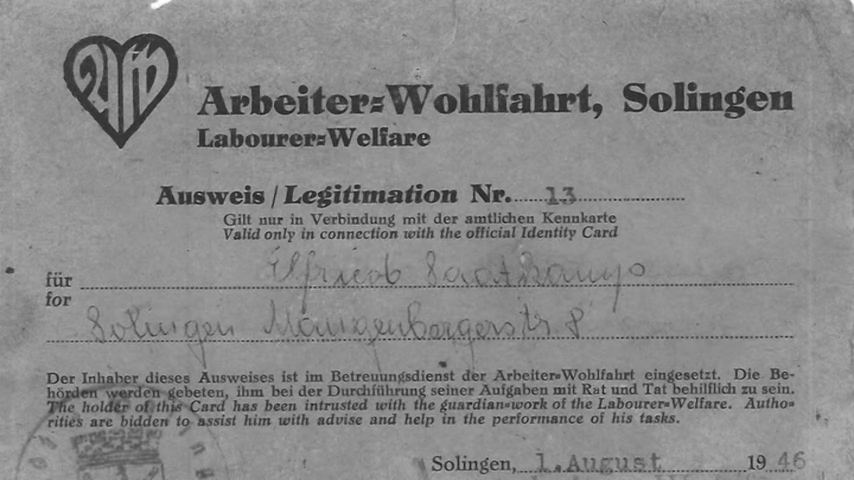 AW
Arbeiter=Wohlfahrt, Solingen
Labourer=Welfare
Ausweis / Legitimation Nr. 13
Gilt nur in Verbindung mit der amtlichen Kennkarte
Valid only in connection with the official Identity Card
für
for
Solingen
Der Inhaber dieses Ausweises ist im Betreuungsdienst der Arbeiter=Wohlfahrt eingesetzt. Die Be=
hörden werden gebeten, ihm bei der Durchführung seiner Aufgaben mit Rat und Tat behilflich zu sein.
The holder of this Card has been intrusted with the guardian=work of the Labourer=Welfare. Autho=
rities are bidden to assist him with advise and help in the performance of his tasks.
Solingen, 1. August 1946